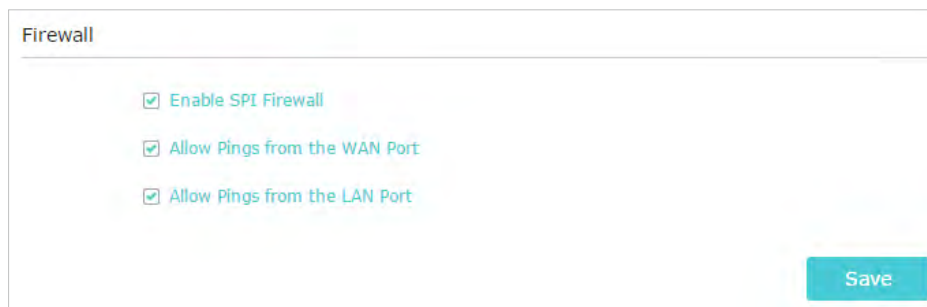 Firewall
Enable SPI Firewall
Allow Pings from the WAN Port
Allow Pings from the LAN Port
Save